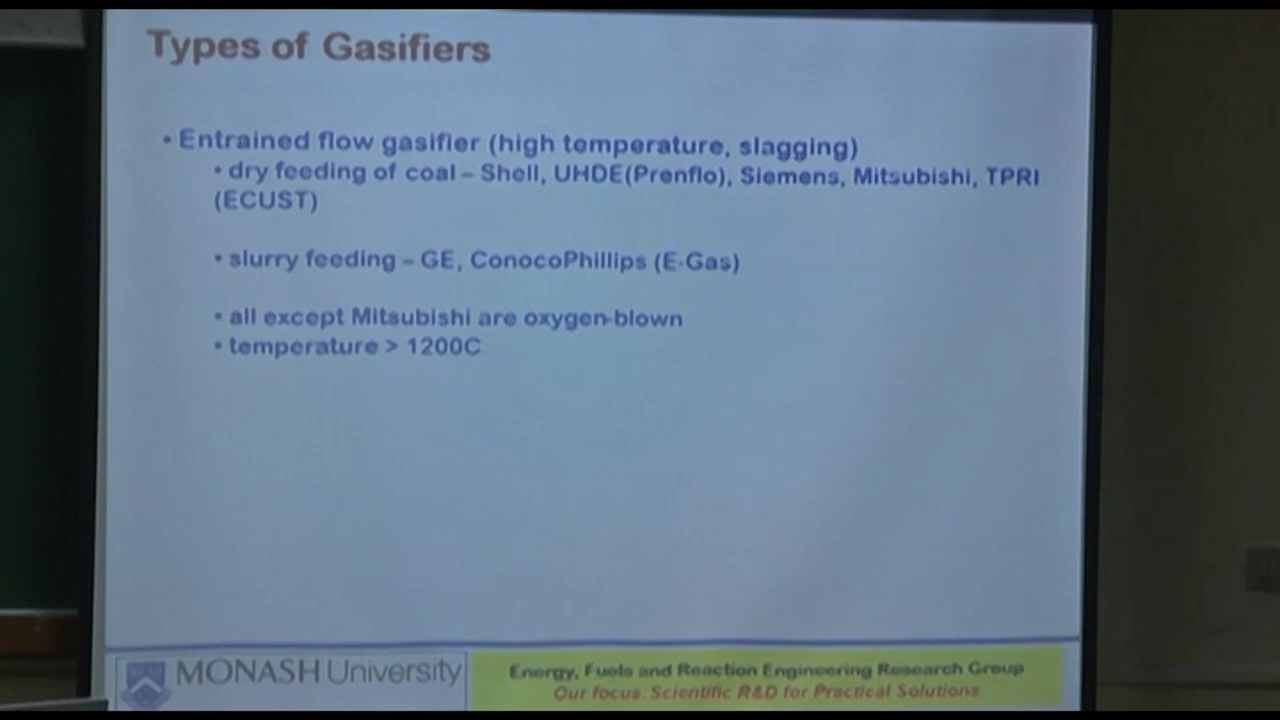 Types of Gasifiers
• Entrained flow gasifier (high temperature, slagging)
• dry feeding of coal – Shell, UHDE(Prenflo), Siemens, Mitsubishi, TPRI
(ECUST)
• slurry feeding – GE, ConocoPhillips (E-Gas)
• all except Mitsubishi are oxygen-blown
• temperature > 1200C
MONASH University
Energy, Fuels and Reaction Engineering Research Group
Our focus: Scientific R&D for Practical Solutions